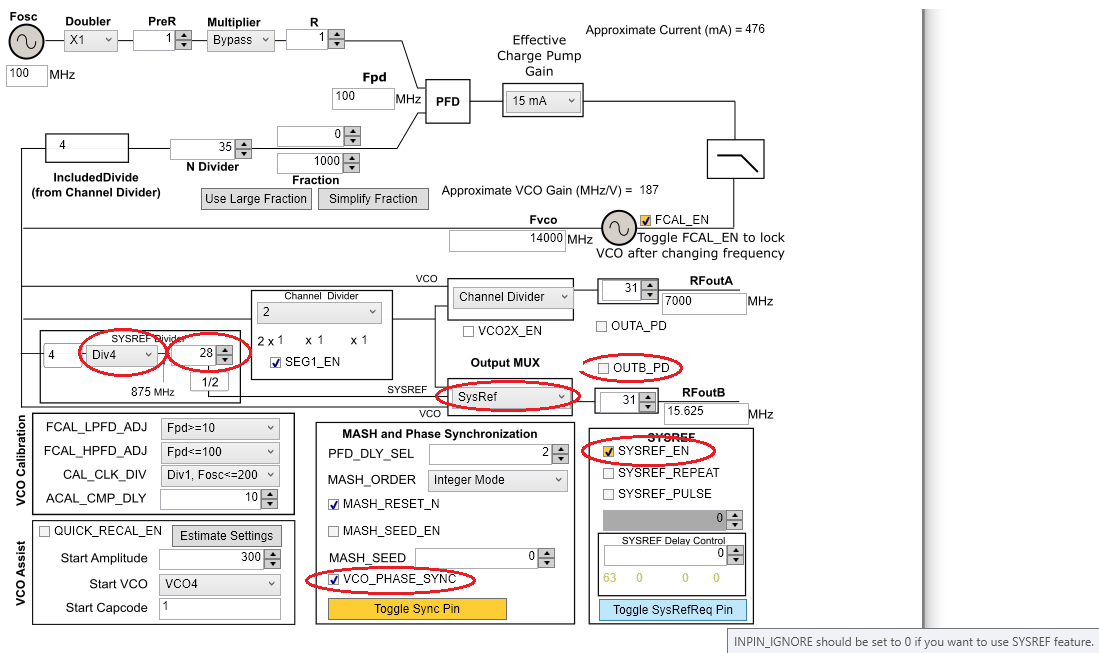 Fosc
Doubler
PreR
Multiplier
R
X1
1
Bypass
1
100
MHz
Approximate Current (mA) = 476
Effective
Charge Pump
Gain
Fpd
100
MHz
PFD
15 mA
4
IncludedDivide
(from Channel Divider)
35
N Divider
0
1000
Fraction
Use Large Fraction
Simplify Fraction
Approximate VCO Gain (MHz/V) = 187
Fvco
14000
MHz
FCAL_EN
Toggle FCAL_EN to lock
VCO after changing frequency
VCO
Channel Divider
2
2 x 1 x 1 x 1
SEG1_EN
Channel Divider
VCO2X_EN
31
RFoutA
7000
MHz
OUTA_PD
SYSREF Divider
4
Div4
28
1/2
875 MHz
Output MUX
SYSREF
SysRef
VCO
OUTB_PD
31
RFoutB
15.625
MHz
VCO Calibration
FCAL_LPFD_ADJ
Fpd>=10
FCAL_HPFD_ADJ
Fpd<=100
CAL_CLK_DIV
Div1, Fosc<=200
ACAL_CMP_DLY
10
VCO Assist
QUICK_RECAL_EN
Estimate Settings
Start Amplitude
300
Start VCO
VCO4
Start Capcode
1
MASH and Phase Synchronization
PFD_DLY_SEL
2
MASH_ORDER
Integer Mode
MASH_RESET_N
MASH_SEED_EN
MASH_SEED
0
VCO_PHASE_SYNC
Toggle Sync Pin
SYSREF
SYSREF_EN
SYSREF_REPEAT
SYSREF_PULSE
0
SYSREF Delay Control
0
63 0 0 0
Toggle SysRefReq Pin
INPIN_IGNORE should be set to 0 if you want to use SYSREF feature.